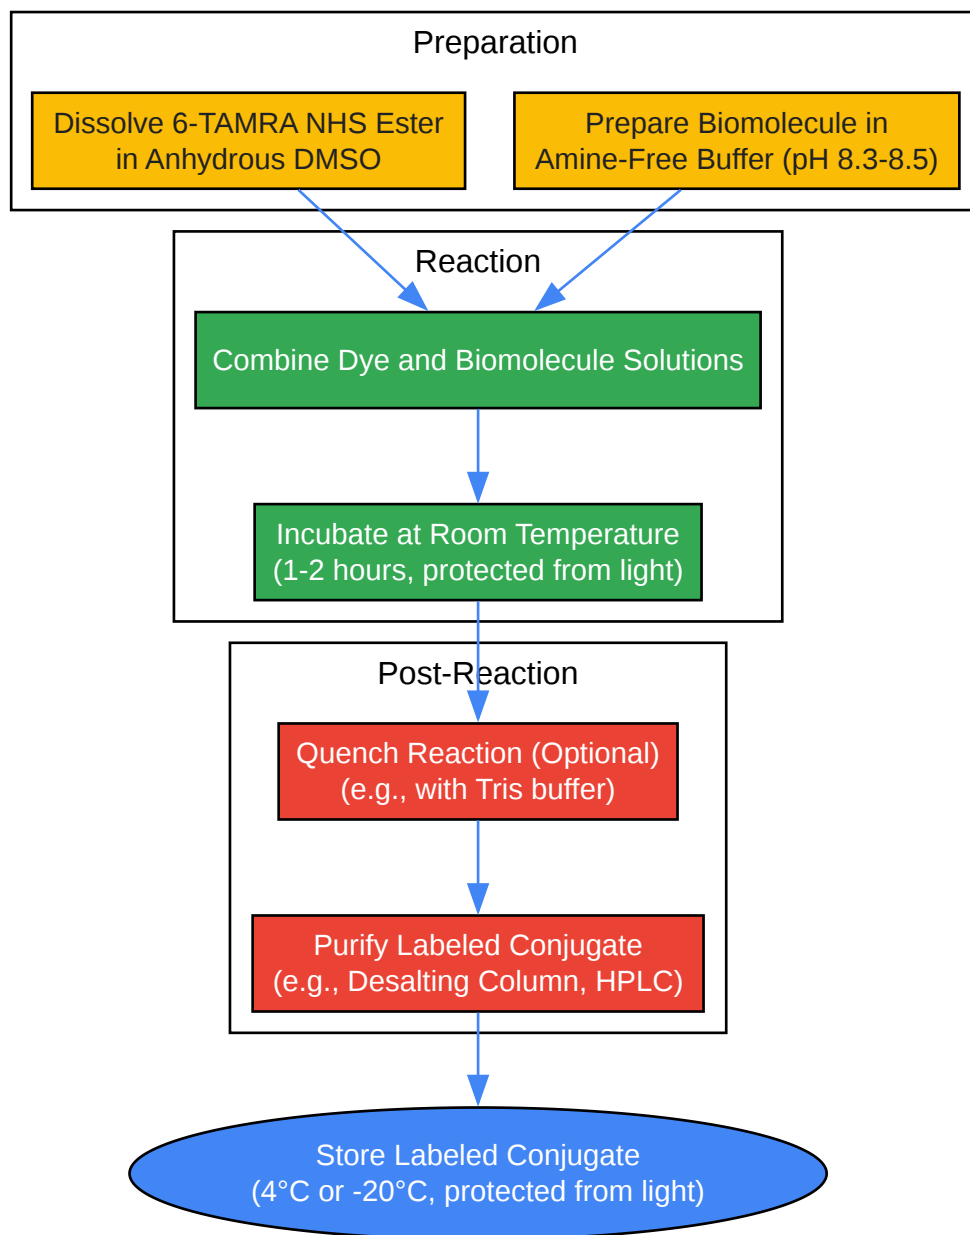 Preparation
Dissolve 6-TAMRA NHS Ester
in Anhydrous DMSO
Prepare Biomolecule in
Amine-Free Buffer (pH 8.3-8.5)
Reaction
Combine Dye and Biomolecule Solutions
Incubate at Room Temperature
(1-2 hours, protected from light)
Post-Reaction
Quench Reaction (Optional)
(e.g., with Tris buffer)
Purify Labeled Conjugate
(e.g., Desalting Column, HPLC)
Store Labeled Conjugate
(4°C or -20°C, protected from light)